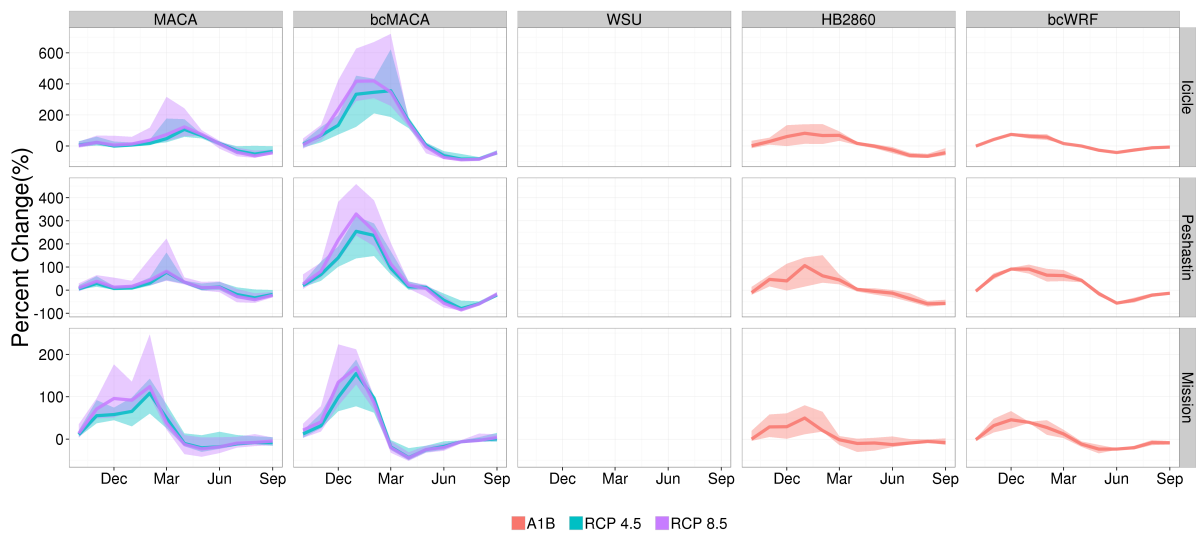 MACA bcMACA WSU HB2860 bcWRF
Percent Change(%)
600
400
200
0
Icicle
400
300
200
100
0
-100
Peshastin
200
100
0
Mission
Dec Mar Jun Sep Dec Mar Jun Sep Dec Mar Jun Sep Dec Mar Jun Sep Dec Mar Jun Sep
A1B RCP 4.5 RCP 8.5